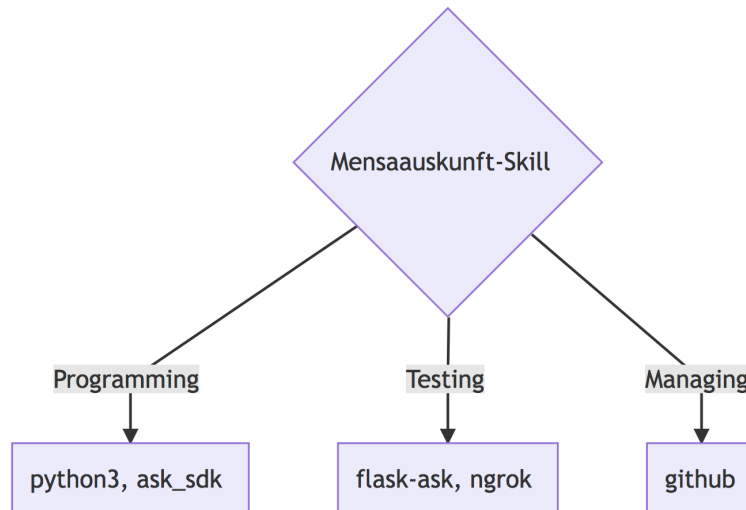 Mensaauskunft-Skill
Programming
Testing
Managing
python3, ask_sdk
flask-ask, ngrok
github